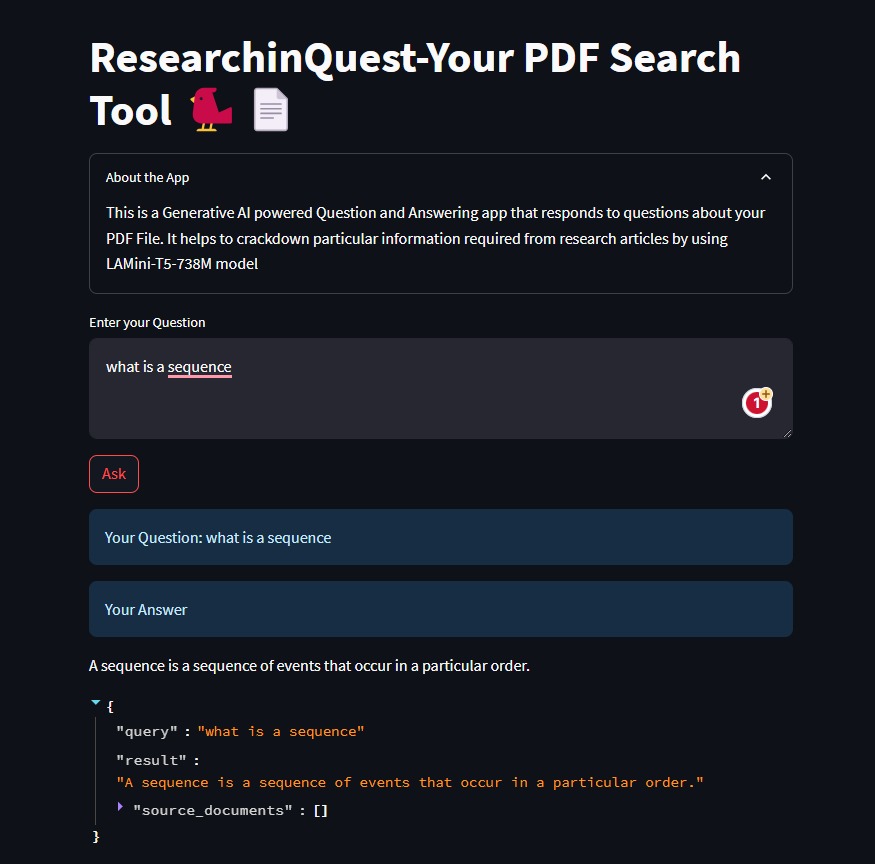 ResearchinQuest-Your PDF Search
Tool
About the App
This is a Generative AI powered Question and Answering app that responds to questions about your
PDF File. It helps to crackdown particular information required from research articles by using
LAMini-T5-738M model
Enter your Question
what is a sequence
1
Ask
Your Question: what is a sequence
Your Answer
A sequence is a sequence of events that occur in a particular order.
{
"query" : "what is a sequence"
"result" :
"A sequence is a sequence of events that occur in a particular order."
"source_documents" : []
}